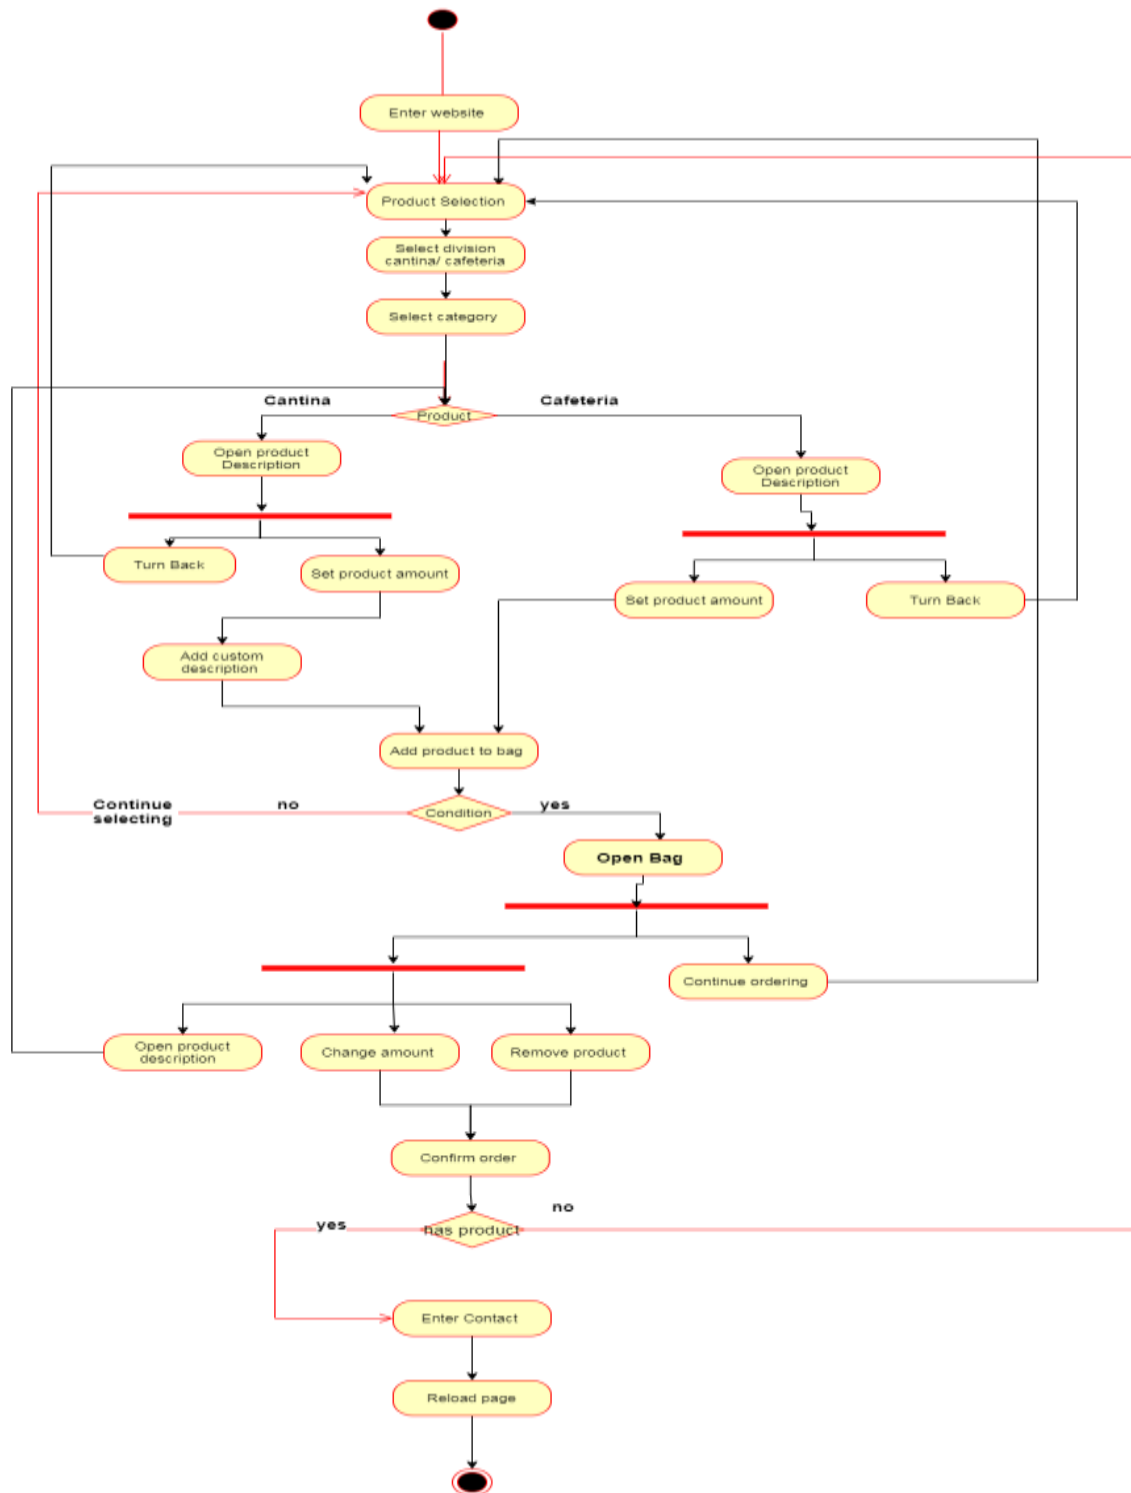 Enter website
Product Selection
Select division
cantina/ cafeteria
Select category
Cantina
Cafeteria
Product
Open product
Description
Open product
Description
Turn Back
Set product amount
Set product amount
Turn Back
Add custom
description
Add product to bag
Continue
selecting
no
Condition
yes
Open Bag
Continue ordering
Open product
description
Change amount
Remove product
Confirm order
yes
has product
no
Enter Contact
Reload page